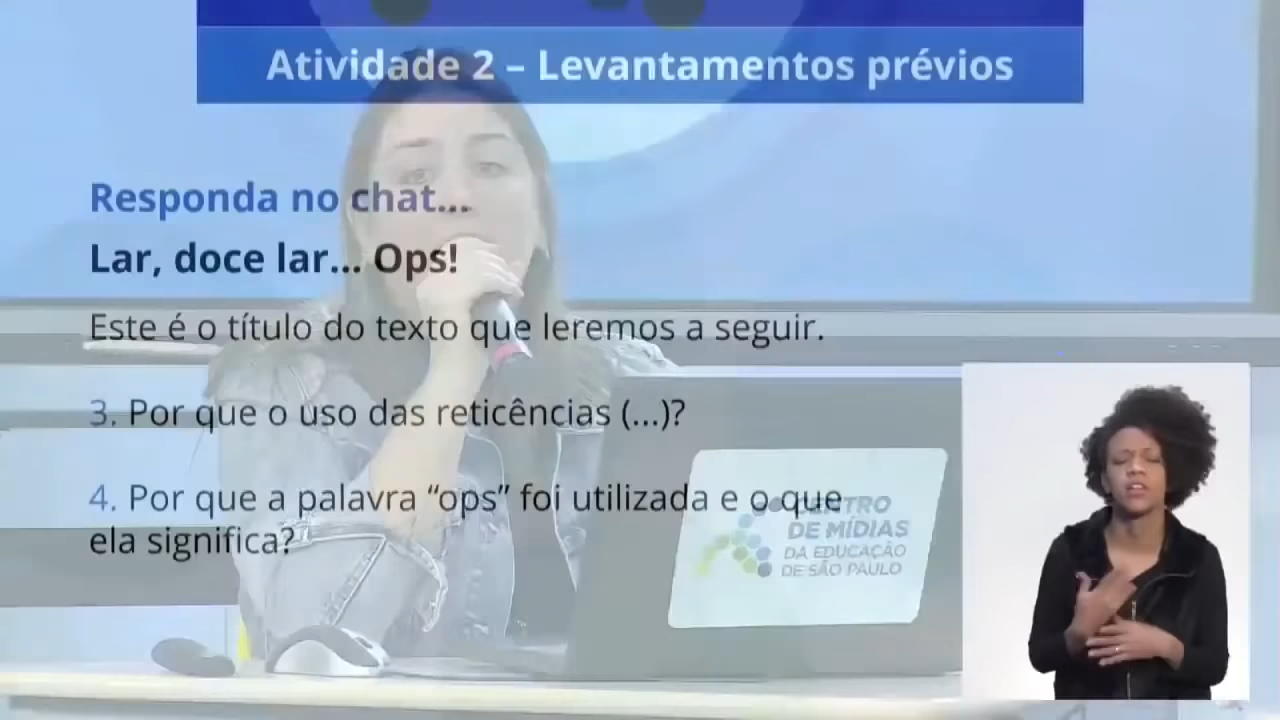 Atividade 2 – Levantamentos prévios
Responda no chat...
Lar, doce lar... Ops!
Este é o título do texto que leremos a seguir.
3. Por que o uso das reticências (...)?
4. Por que a palavra “ops” foi utilizada e o que
ela significa?
CENTRO
DE MÍDIAS
DA EDUCAÇÃO
DE SÃO PAULO